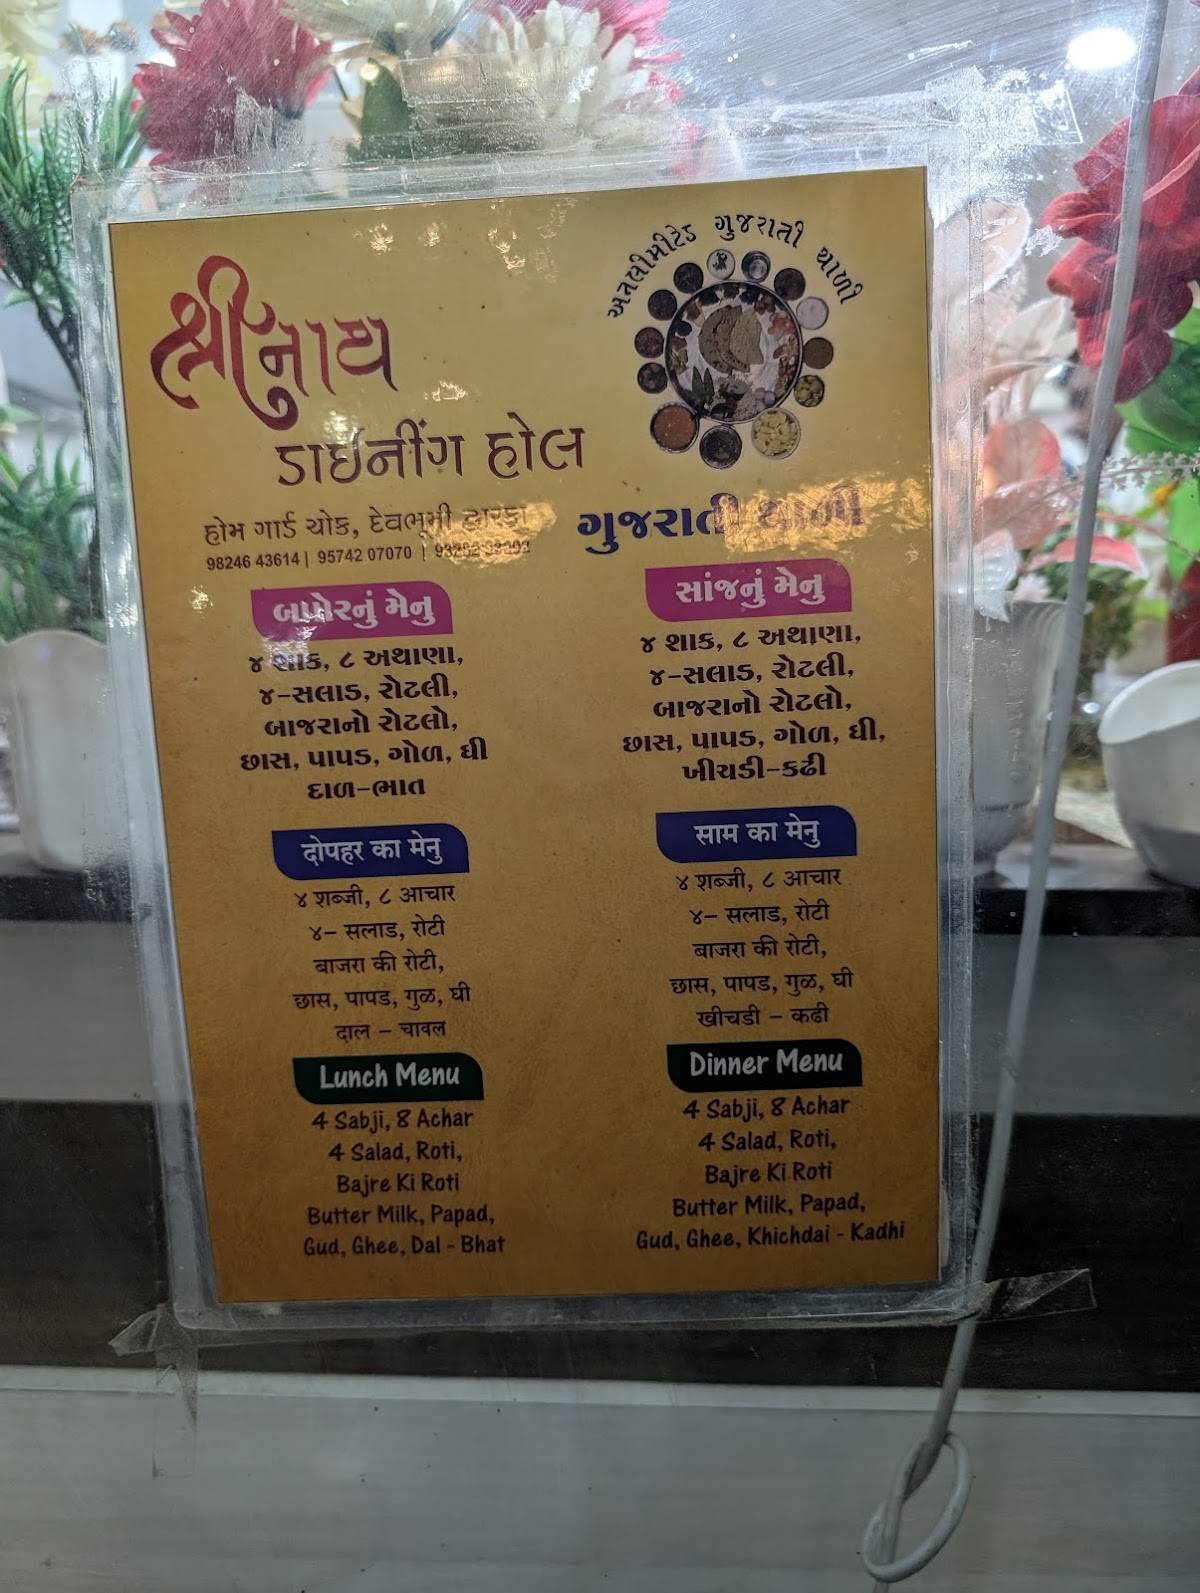 અનલીમીટેડ ગુજરાતી થાળી
શ્રીનાથ
ડાઇનીંગ હોલ
હોમ ગાર્ડ ચોક, દેવભૂમી દ્વારકા
98246 43614 | 95742 07070 |
ગુજરાતી થાળી
બપોરનું મેનુ
૪ શાક, ૮ અથાણા,
૪-સલાડ, રોટલી,
બાજરાનો રોટલો,
છાસ, પાપડ, ગોળ, ઘી
દાળ-ભાત
સાંજનું મેનુ
૪ શાક, ૮ અથાણા,
૪-સલાડ, રોટલી,
બાજરાનો રોટલો,
છાસ, પાપડ, ગોળ, ઘી,
ખીચડી-કઢી
दोपहर का मेनु
४ शब्जी, ८ आचार
४– सलाड, रोटी
बाजरा की रोटी,
छास, पापड, गुळ, घी
दाल – चावल
साम का मेनु
४ शब्जी, ८ आचार
४– सलाड, रोटी
बाजरा की रोटी,
छास, पापड, गुळ, घी
खीचडी – कढी
Lunch Menu
4 Sabji, 8 Achar
4 Salad, Roti,
Bajre Ki Roti
Butter Milk, Papad,
Gud, Ghee, Dal - Bhat
Dinner Menu
4 Sabji, 8 Achar
4 Salad, Roti,
Bajre Ki Roti
Butter Milk, Papad,
Gud, Ghee, Khichdai - Kadhi